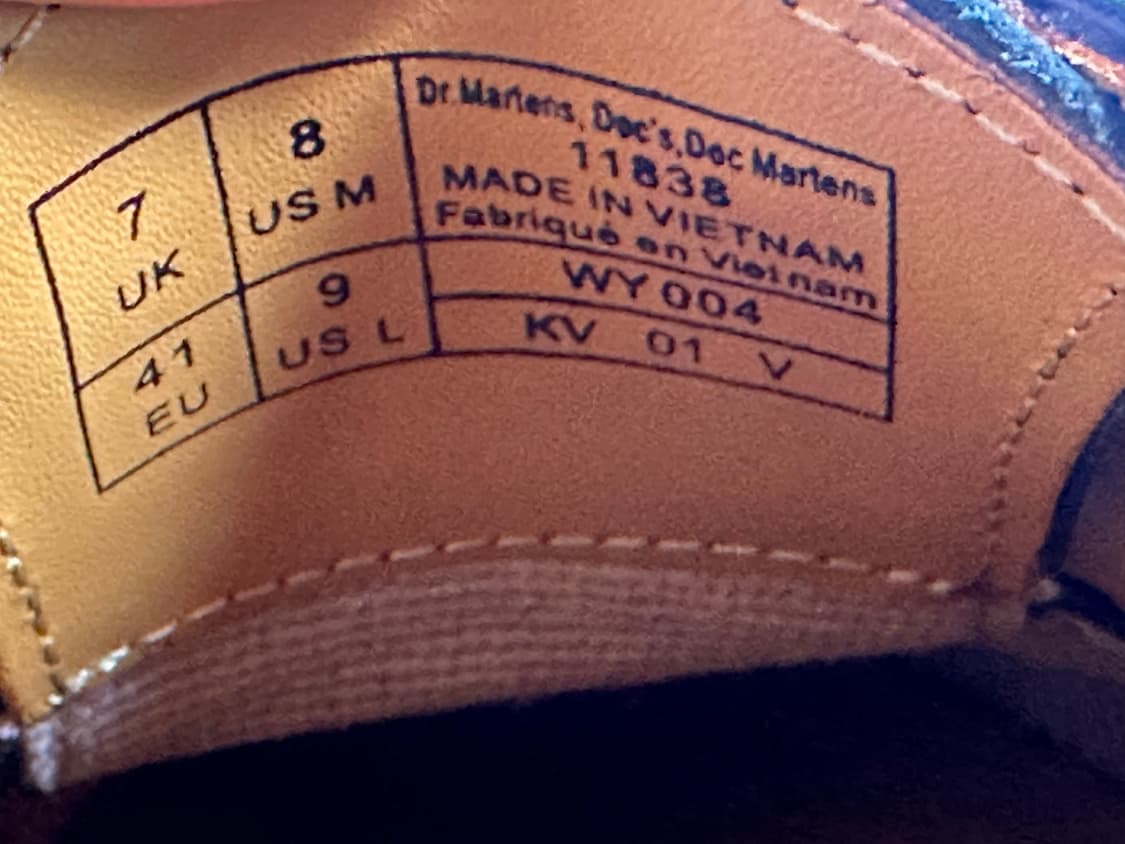 7
UK
8
US M
41
EU
9
US L
Dr.Martens, Doc's, Doc Martens
11838
MADE IN VIETNAM
Fabriqué en Vietnam
WY 004
KV 01 V